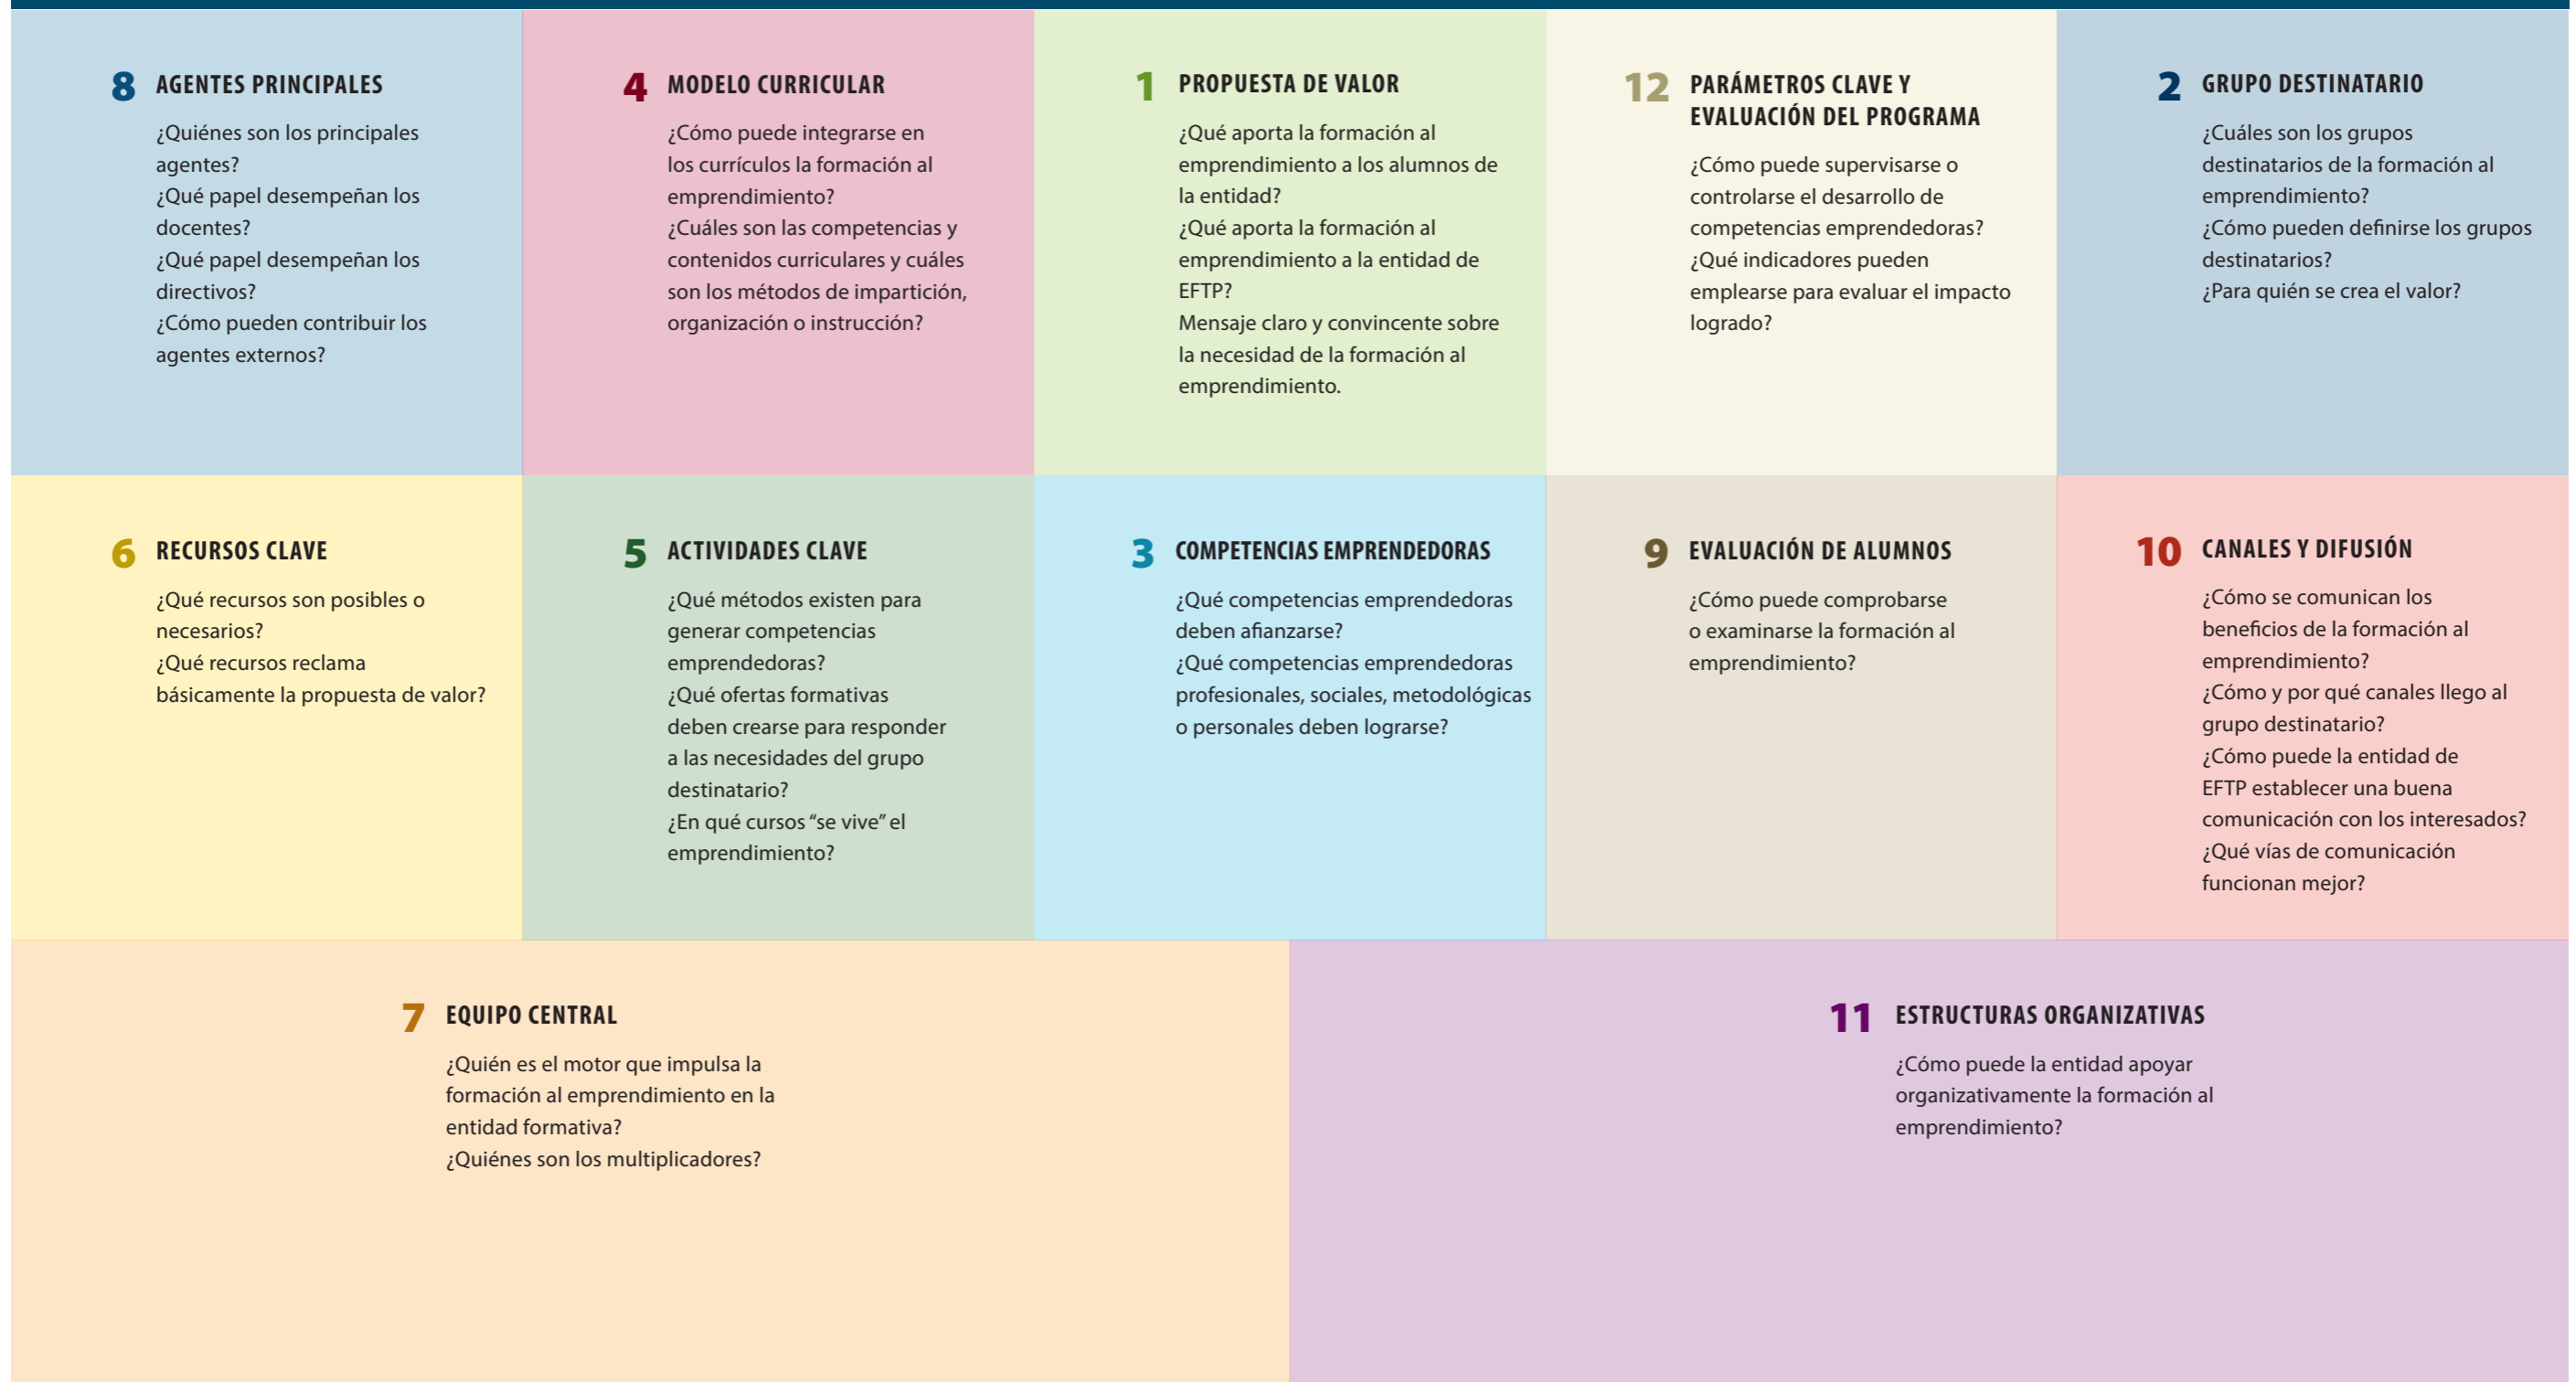 8 AGENTES PRINCIPALES
¿Quiénes son los principales
agentes?
¿Qué papel desempeñan los
docentes?
¿Qué papel desempeñan los
directivos?
¿Cómo pueden contribuir los
agentes externos?
4 MODELO CURRICULAR
¿Cómo puede integrarse en
los currículos la formación al
emprendimiento?
¿Cuáles son las competencias y
contenidos curriculares y cuáles
son los métodos de impartición,
organización o instrucción?
1 PROPUESTA DE VALOR
¿Qué aporta la formación al
emprendimiento a los alumnos de
la entidad?
¿Qué aporta la formación al
emprendimiento a la entidad de
EFTP?
Mensaje claro y convincente sobre
la necesidad de la formación al
emprendimiento.
12 PARÁMETROS CLAVE Y
EVALUACIÓN DEL PROGRAMA
¿Cómo puede supervisarse o
controlarse el desarrollo de
competencias emprendedoras?
¿Qué indicadores pueden
emplearse para evaluar el impacto
logrado?
2 GRUPO DESTINATARIO
¿Cuáles son los grupos
destinatarios de la formación al
emprendimiento?
¿Cómo pueden definirse los grupos
destinatarios?
¿Para quién se crea el valor?
6 RECURSOS CLAVE
¿Qué recursos son posibles o
necesarios?
¿Qué recursos reclama
básicamente la propuesta de valor?
5 ACTIVIDADES CLAVE
¿Qué métodos existen para
generar competencias
emprendedoras?
¿Qué ofertas formativas
deben crearse para responder
a las necesidades del grupo
destinatario?
¿En qué cursos “se vive” el
emprendimiento?
3 COMPETENCIAS EMPRENDEDORAS
¿Qué competencias emprendedoras
deben afianzarse?
¿Qué competencias emprendedoras
profesionales, sociales, metodológicas
o personales deben lograrse?
9 EVALUACIÓN DE ALUMNOS
¿Cómo puede comprobarse
o examinarse la formación al
emprendimiento?
10 CANALES Y DIFUSIÓN
¿Cómo se comunican los
beneficios de la formación al
emprendimiento?
¿Cómo y por qué canales llego al
grupo destinatario?
¿Cómo puede la entidad de
EFTP establecer una buena
comunicación con los interesados?
¿Qué vías de comunicación
funcionan mejor?
7 EQUIPO CENTRAL
¿Quién es el motor que impulsa la
formación al emprendimiento en la
entidad formativa?
¿Quiénes son los multiplicadores?
11 ESTRUCTURAS ORGANIZATIVAS
¿Cómo puede la entidad apoyar
organizativamente la formación al
emprendimiento?